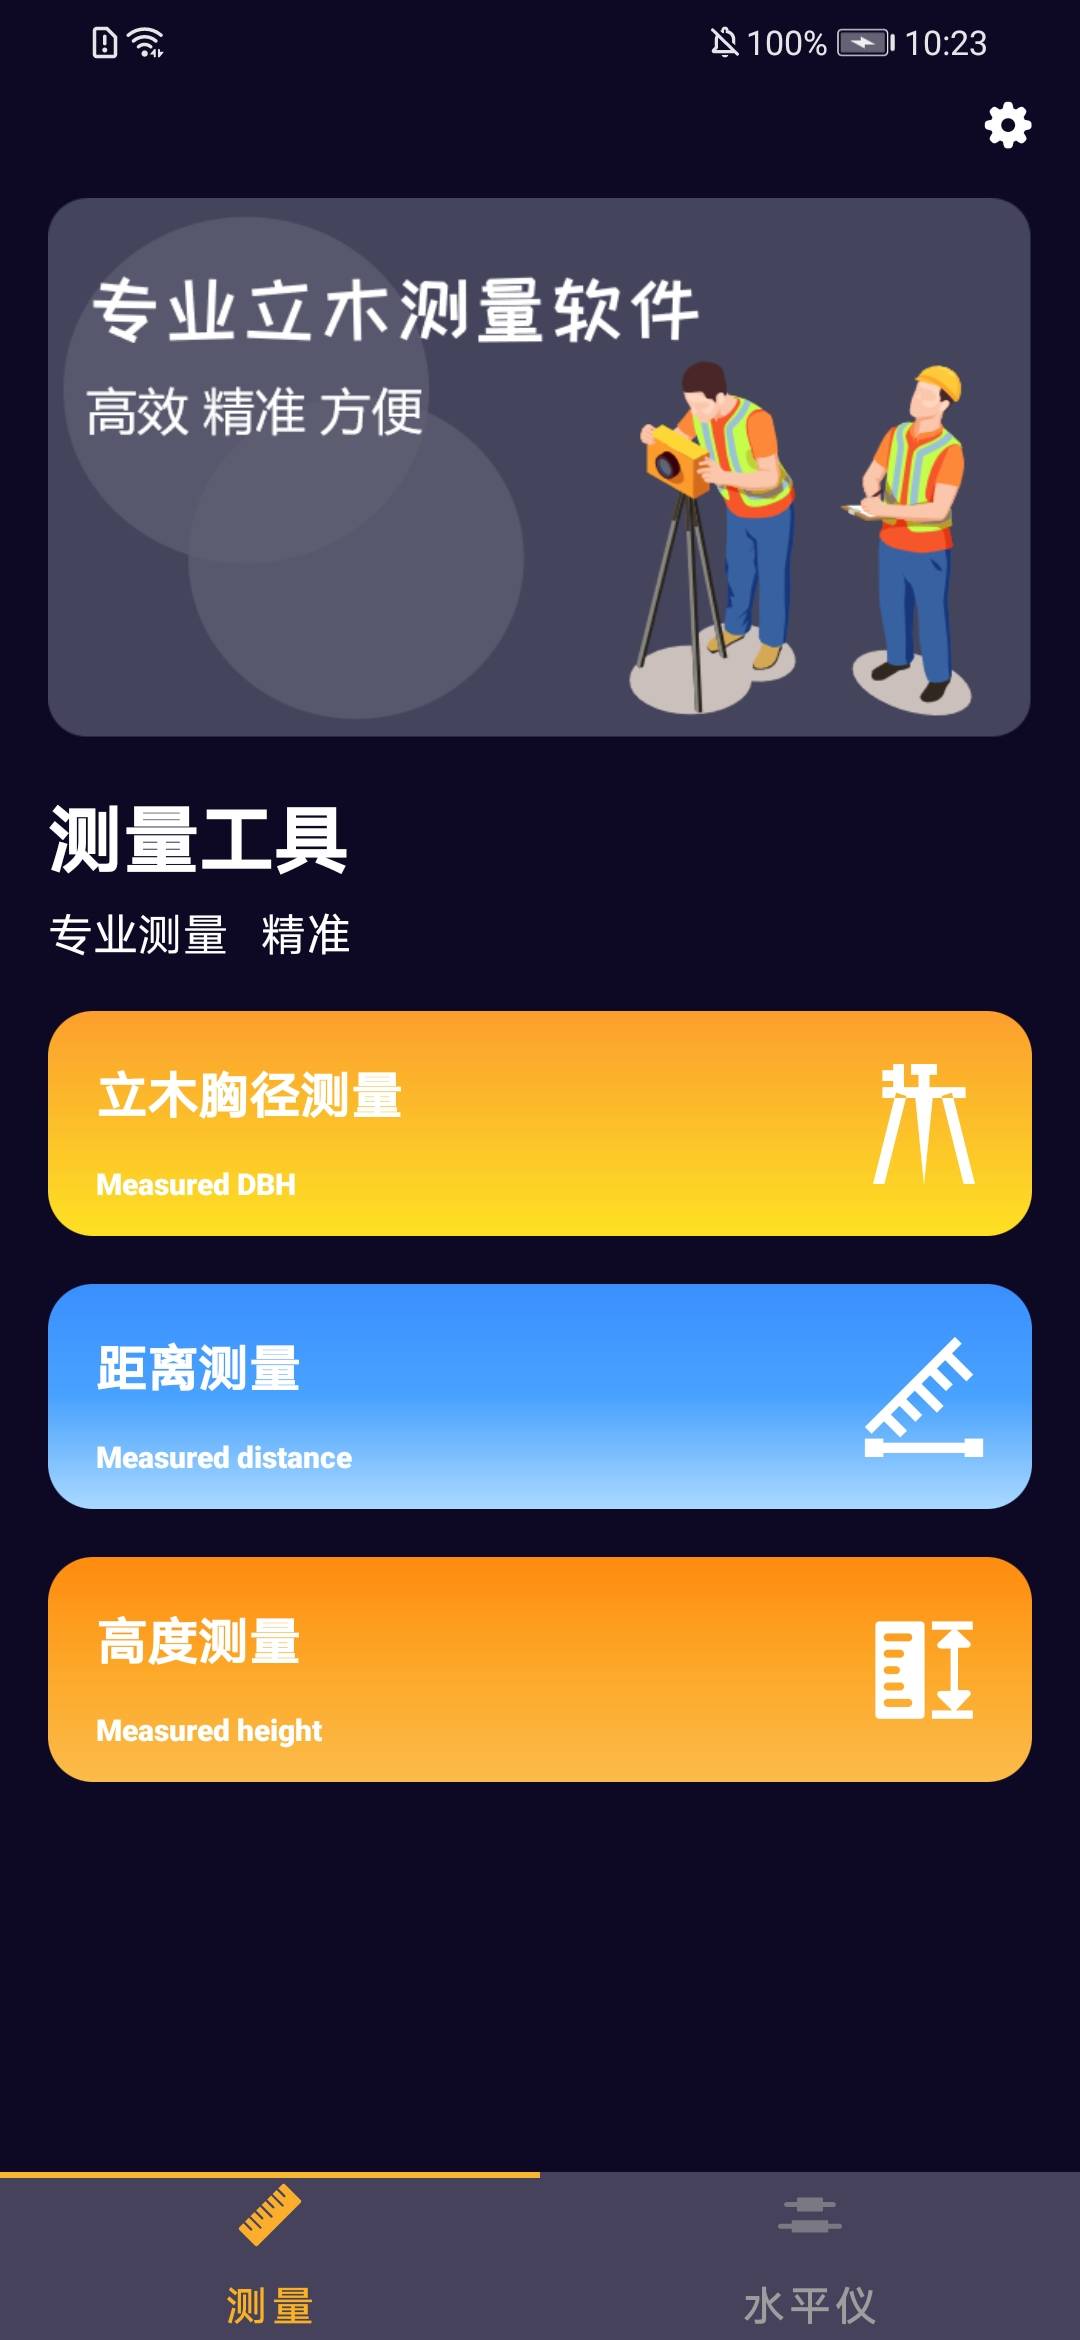 100% 10:23
专业立木测量软件
高效 精准 方便
测量工具
专业测量 精准
立木胸径测量
Measured DBH
距离测量
Measured distance
高度测量
Measured height
测量
水平仪